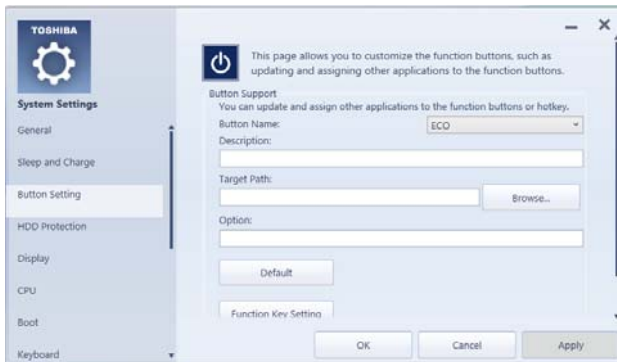 TOSHIBA
System Settings
General
Sleep and Charge
Button Setting
HDD Protection
Display
CPU
Boot
Keyboard
This page allows you to customize the function buttons, such as
updating and assigning other applications to the function buttons.
Button Support
You can update and assign other applications to the function buttons or hotkey.
Button Name:
ECO
Description:
Target Path:
Browse..
Option:
Default
Function Key Setting
OK
Cancel
Apply